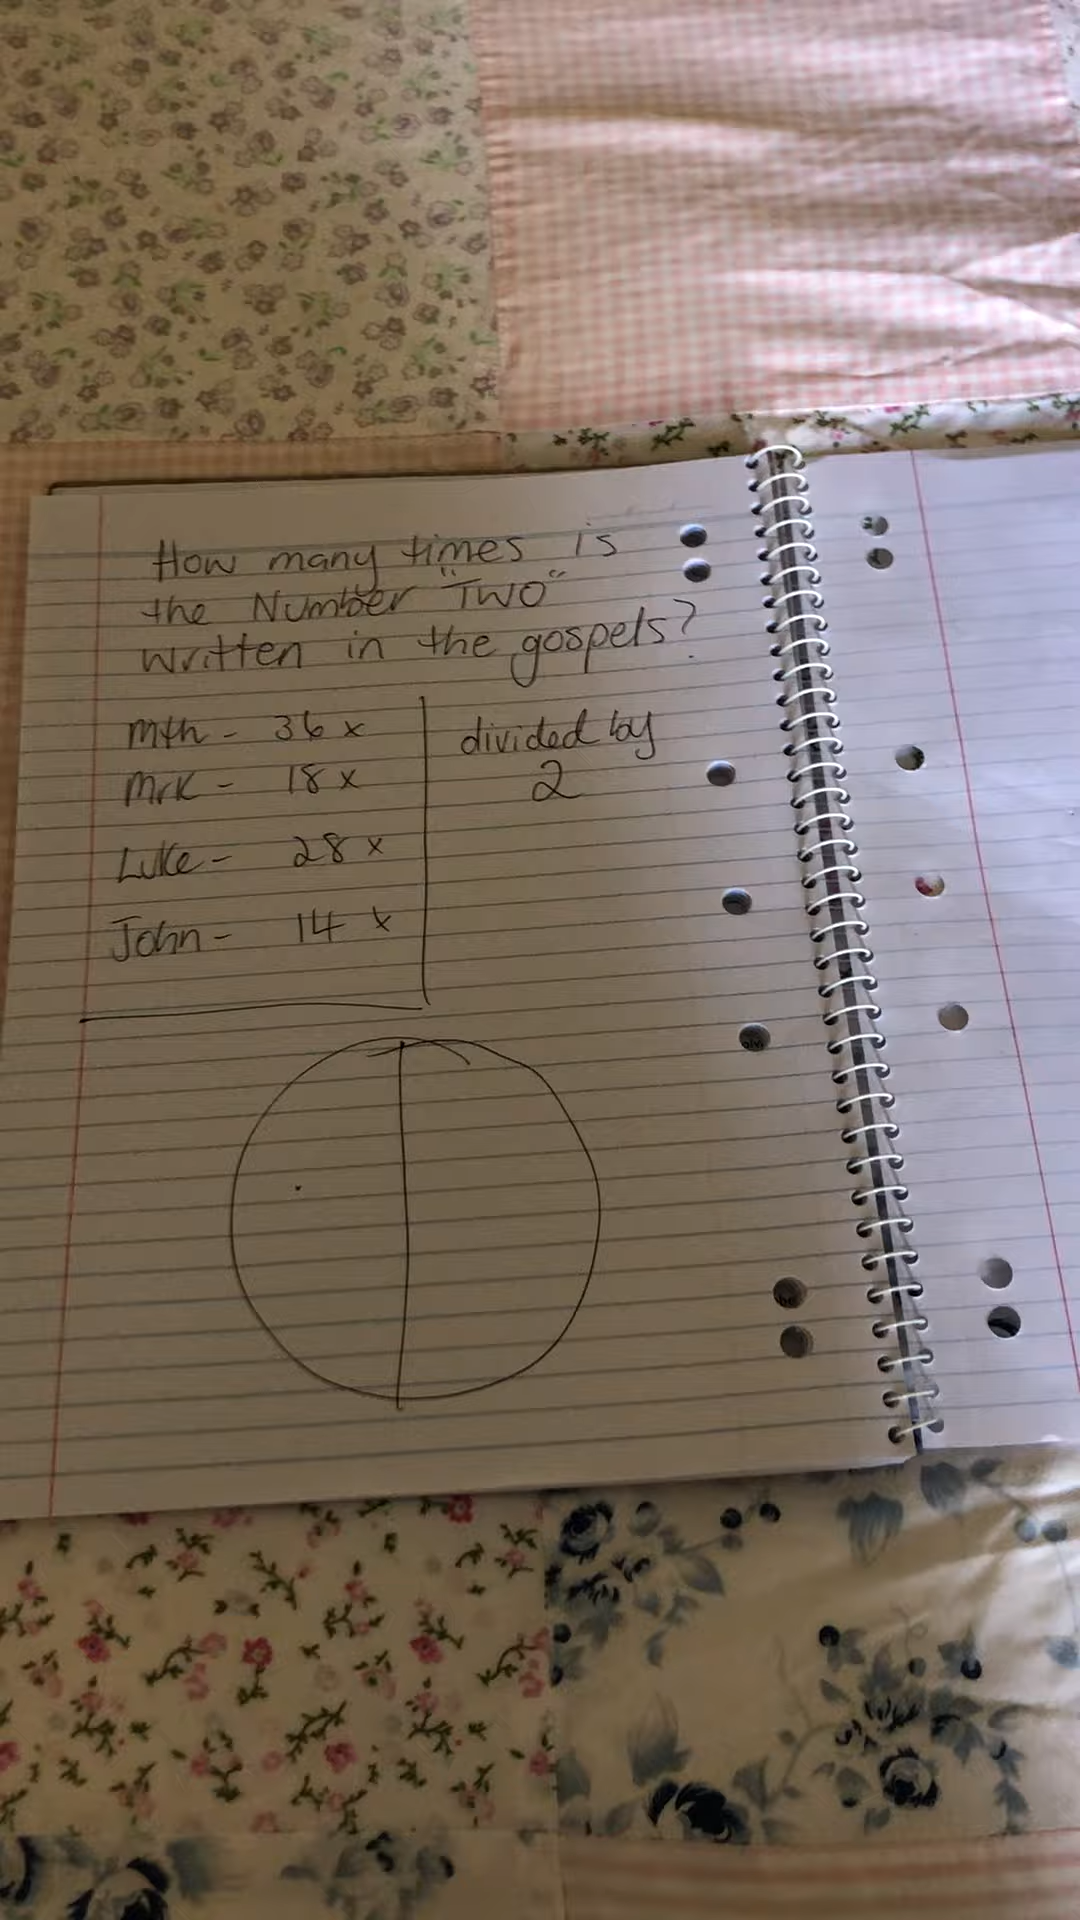 How many times is
the Number "TWO"
written in the gospels?
Mth - 36 x
Mrk - 18 x
Luke - 28 x
John - 14 x
divided by
2